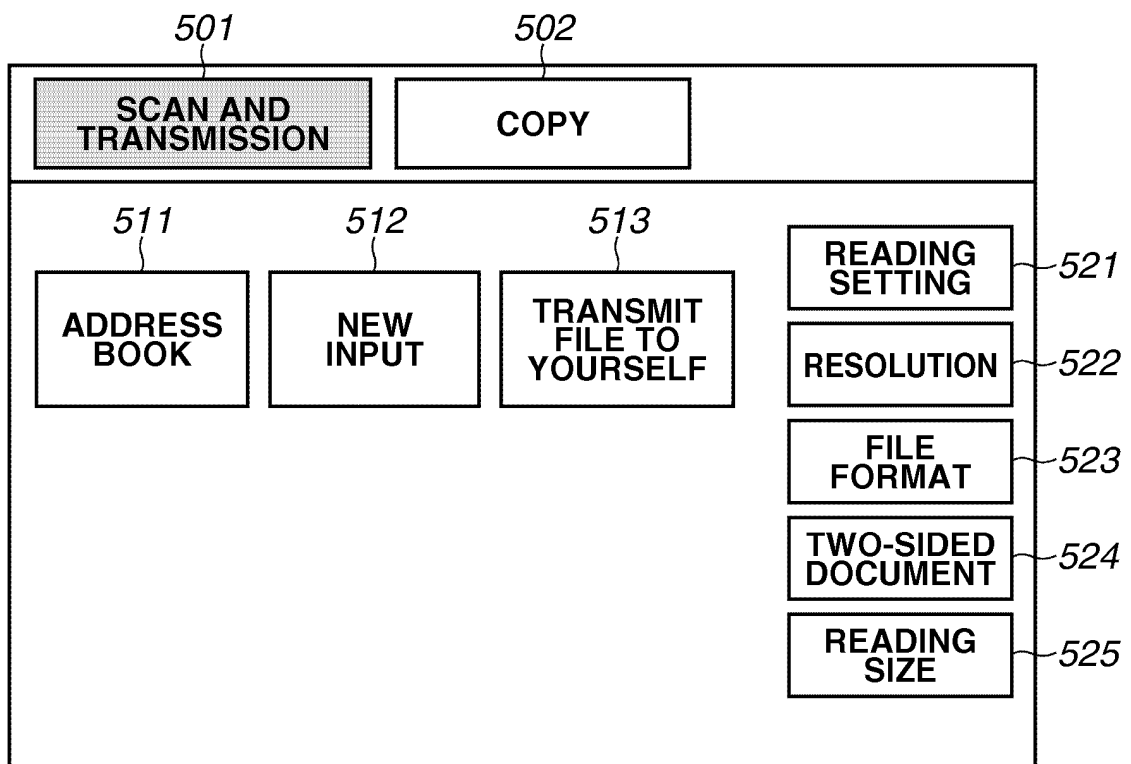 501
502
SCAN AND
TRANSMISSION
COPY
511
512
513
ADDRESS
BOOK
NEW
INPUT
TRANSMIT
FILE TO
YOURSELF
READING
SETTING
521
RESOLUTION
522
FILE
FORMAT
523
TWO-SIDED
DOCUMENT
524
READING
SIZE
525